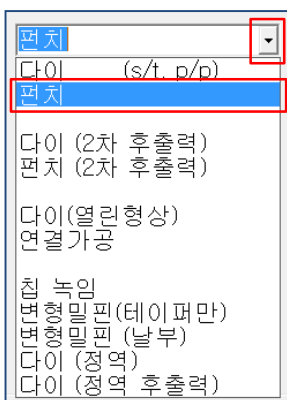 펀치
다이 (s/t, p/p)
펀치
다이 (2차 후출력)
펀치 (2차 후출력)
다이(열린형상)
연결가공
칩 녹임
변형밀핀(테이퍼만)
변형밀핀 (날부)
다이 (정역)
다이 (정역 후출력)